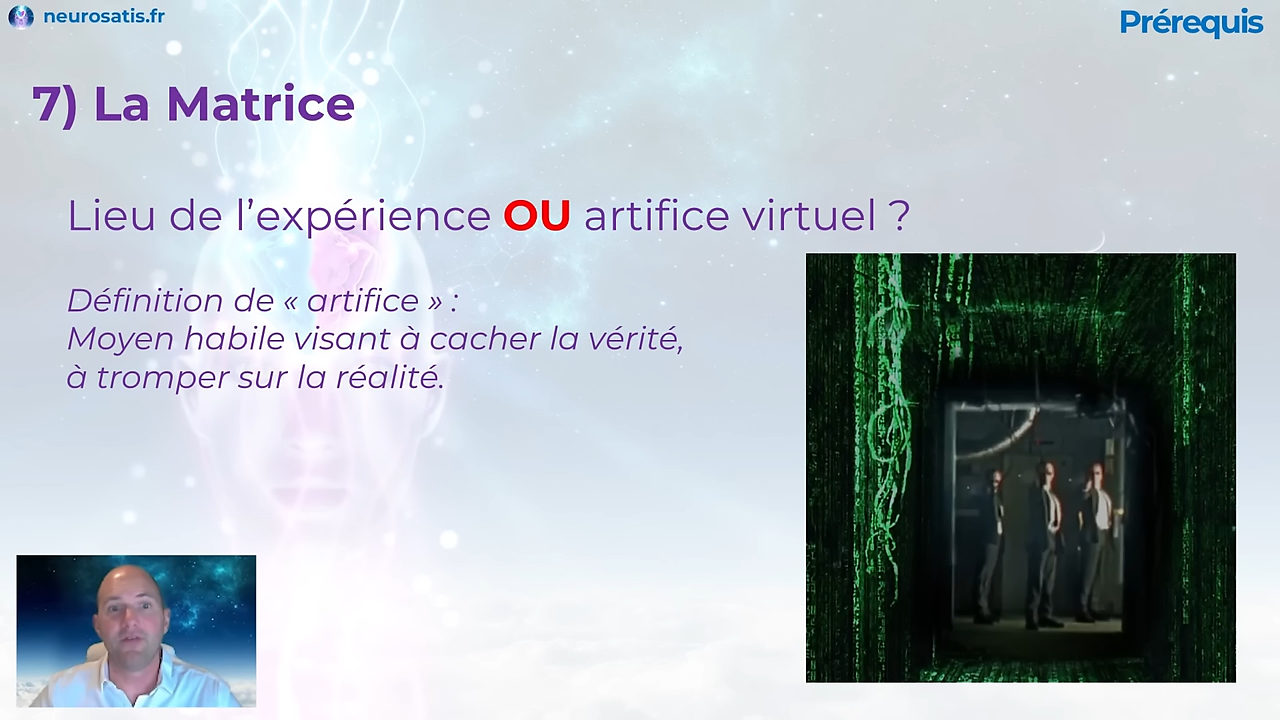 neurosatis.fr
Prérequis
7) La Matrice
Lieu de l’expérience OU artifice virtuel ?
Définition de « artifice » :
Moyen habile visant à cacher la vérité,
à tromper sur la réalité.